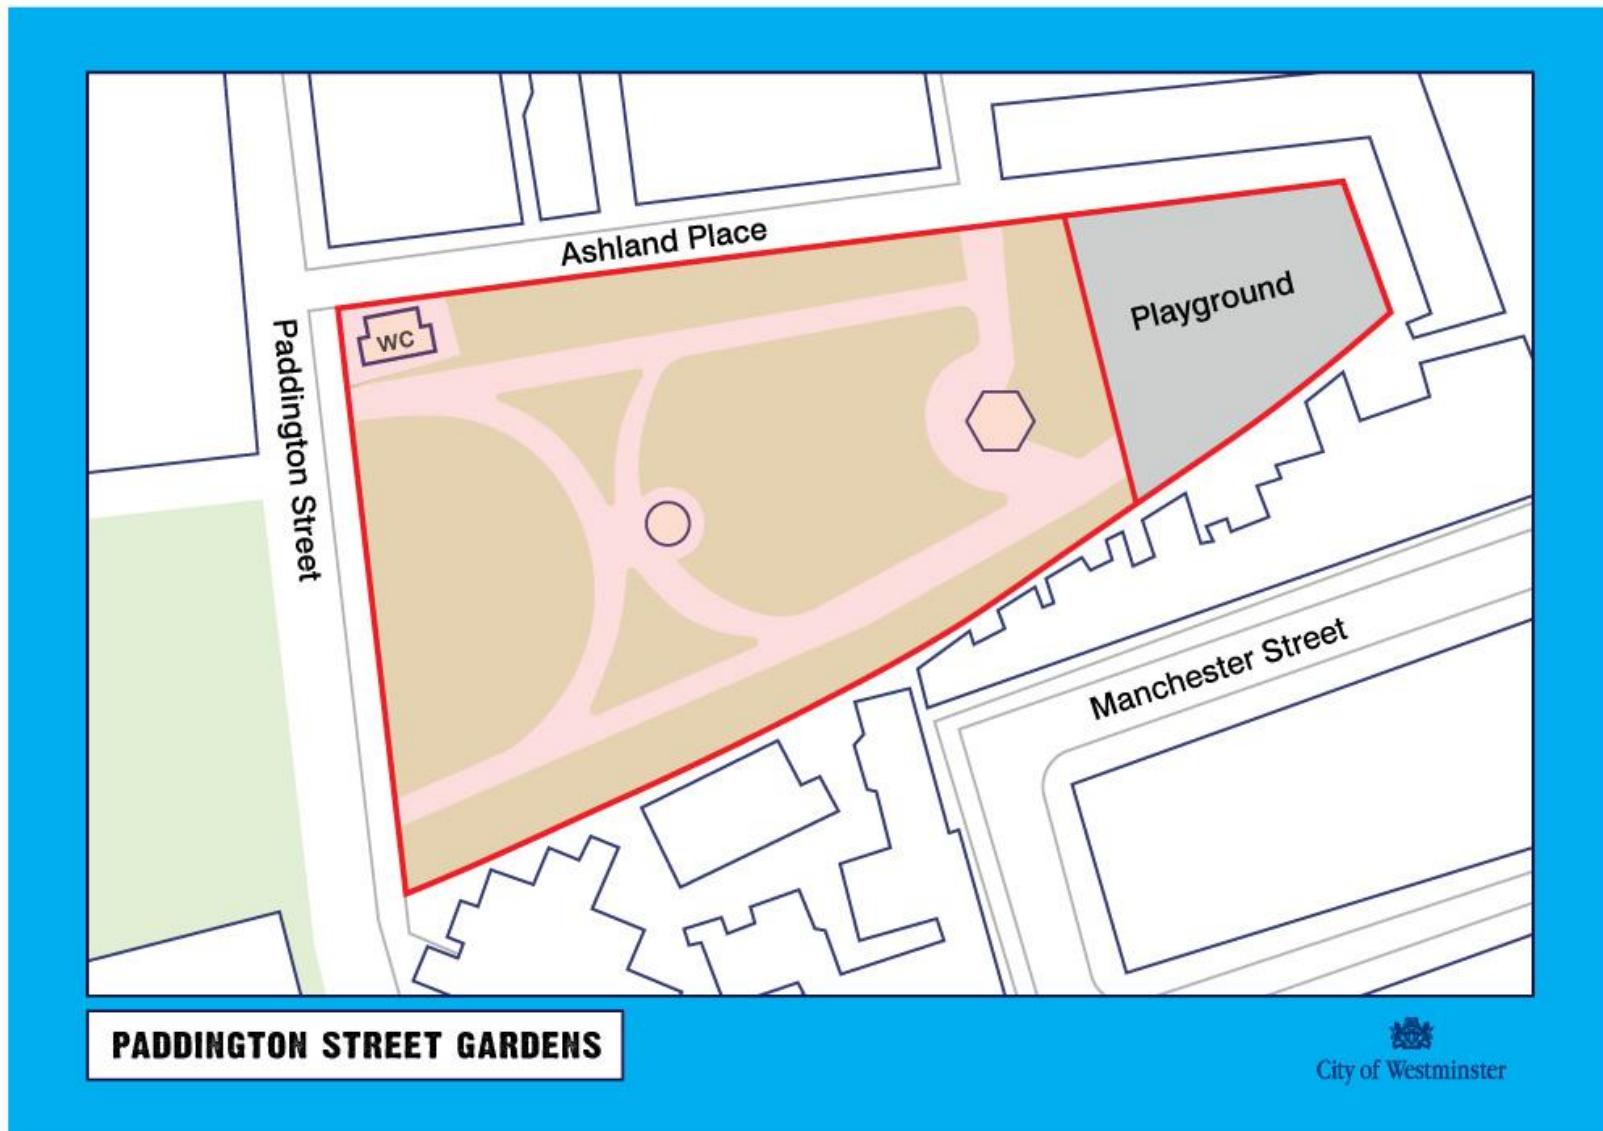 Ashland Place
Playground
WC
Paddington Street
Manchester Street
PADDINGTON STREET GARDENS
City of Westminster